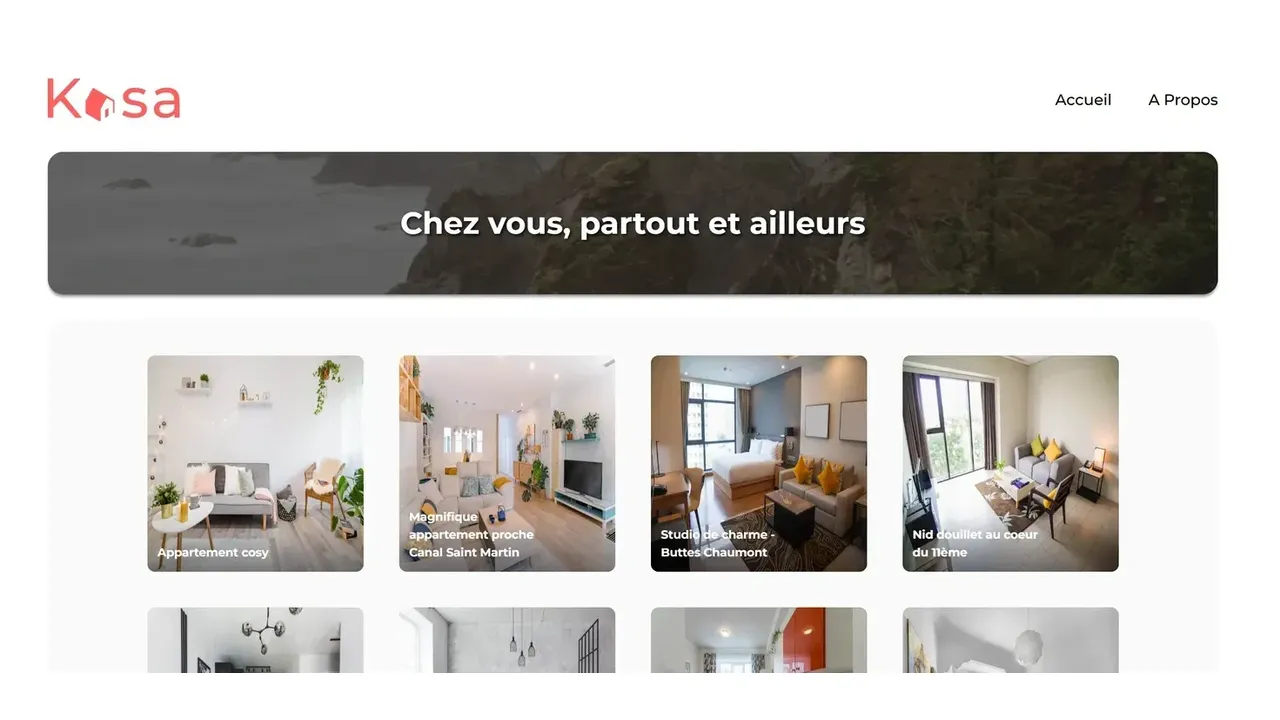 Kasa
Accueil
A Propos
Chez vous, partout et ailleurs
Appartement cosy
Magnifique
appartement proche
Canal Saint Martin
Studio de charme -
Buttes Chaumont
Nid douillet au coeur
du 11ème